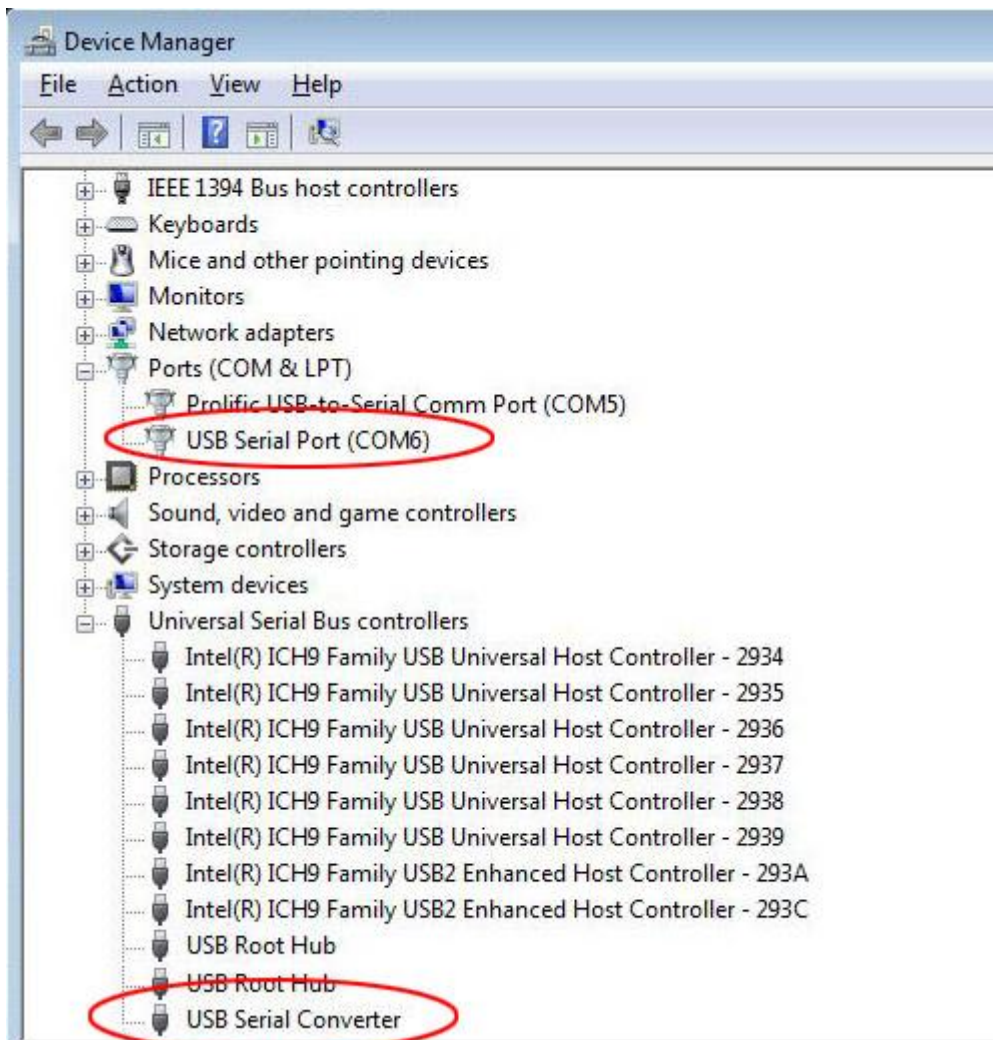 Device Manager
File Action View Help
IEEE 1394 Bus host controllers
Keyboards
Mice and other pointing devices
Monitors
Network adapters
Ports (COM & LPT)
Prolific USB-to-Serial Comm Port (COM5)
USB Serial Port (COM6)
Processors
Sound, video and game controllers
Storage controllers
System devices
Universal Serial Bus controllers
Intel(R) ICH9 Family USB Universal Host Controller - 2934
Intel(R) ICH9 Family USB Universal Host Controller - 2935
Intel(R) ICH9 Family USB Universal Host Controller - 2936
Intel(R) ICH9 Family USB Universal Host Controller - 2937
Intel(R) ICH9 Family USB Universal Host Controller - 2938
Intel(R) ICH9 Family USB Universal Host Controller - 2939
Intel(R) ICH9 Family USB2 Enhanced Host Controller - 293A
Intel(R) ICH9 Family USB2 Enhanced Host Controller - 293C
USB Root Hub
USB Root Hub
USB Serial Converter